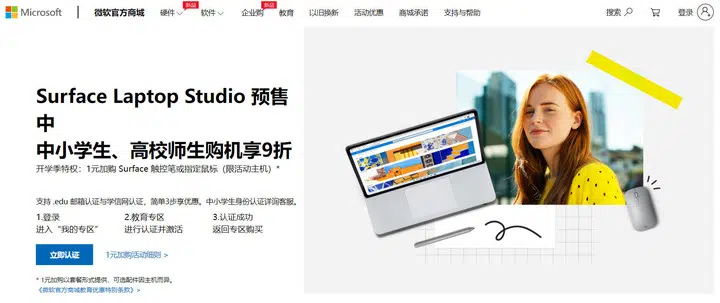 Microsoft
微软官方商城
硬件
新品
软件
企业购
新品
教育
以旧换新
活动优惠
商城承诺
支持与帮助
搜索
登录
Surface Laptop Studio 预售
中
中小学生、高校师生购机享9折
开学季特权：1元加购 Surface 触控笔或指定鼠标（限活动主机）*
支持 .edu 邮箱认证与学信网认证，简单3步享优惠。中小学生身份认证详询客服。
1.登录
进入“我的专区”
2.教育专区
进行认证并激活
3.认证成功
返回专区购买
立即认证
1元加购活动细则 >
* 1元加购以套餐形式提供，可选配件因主机而异。
《微软官方商城教育优惠特别条款》>